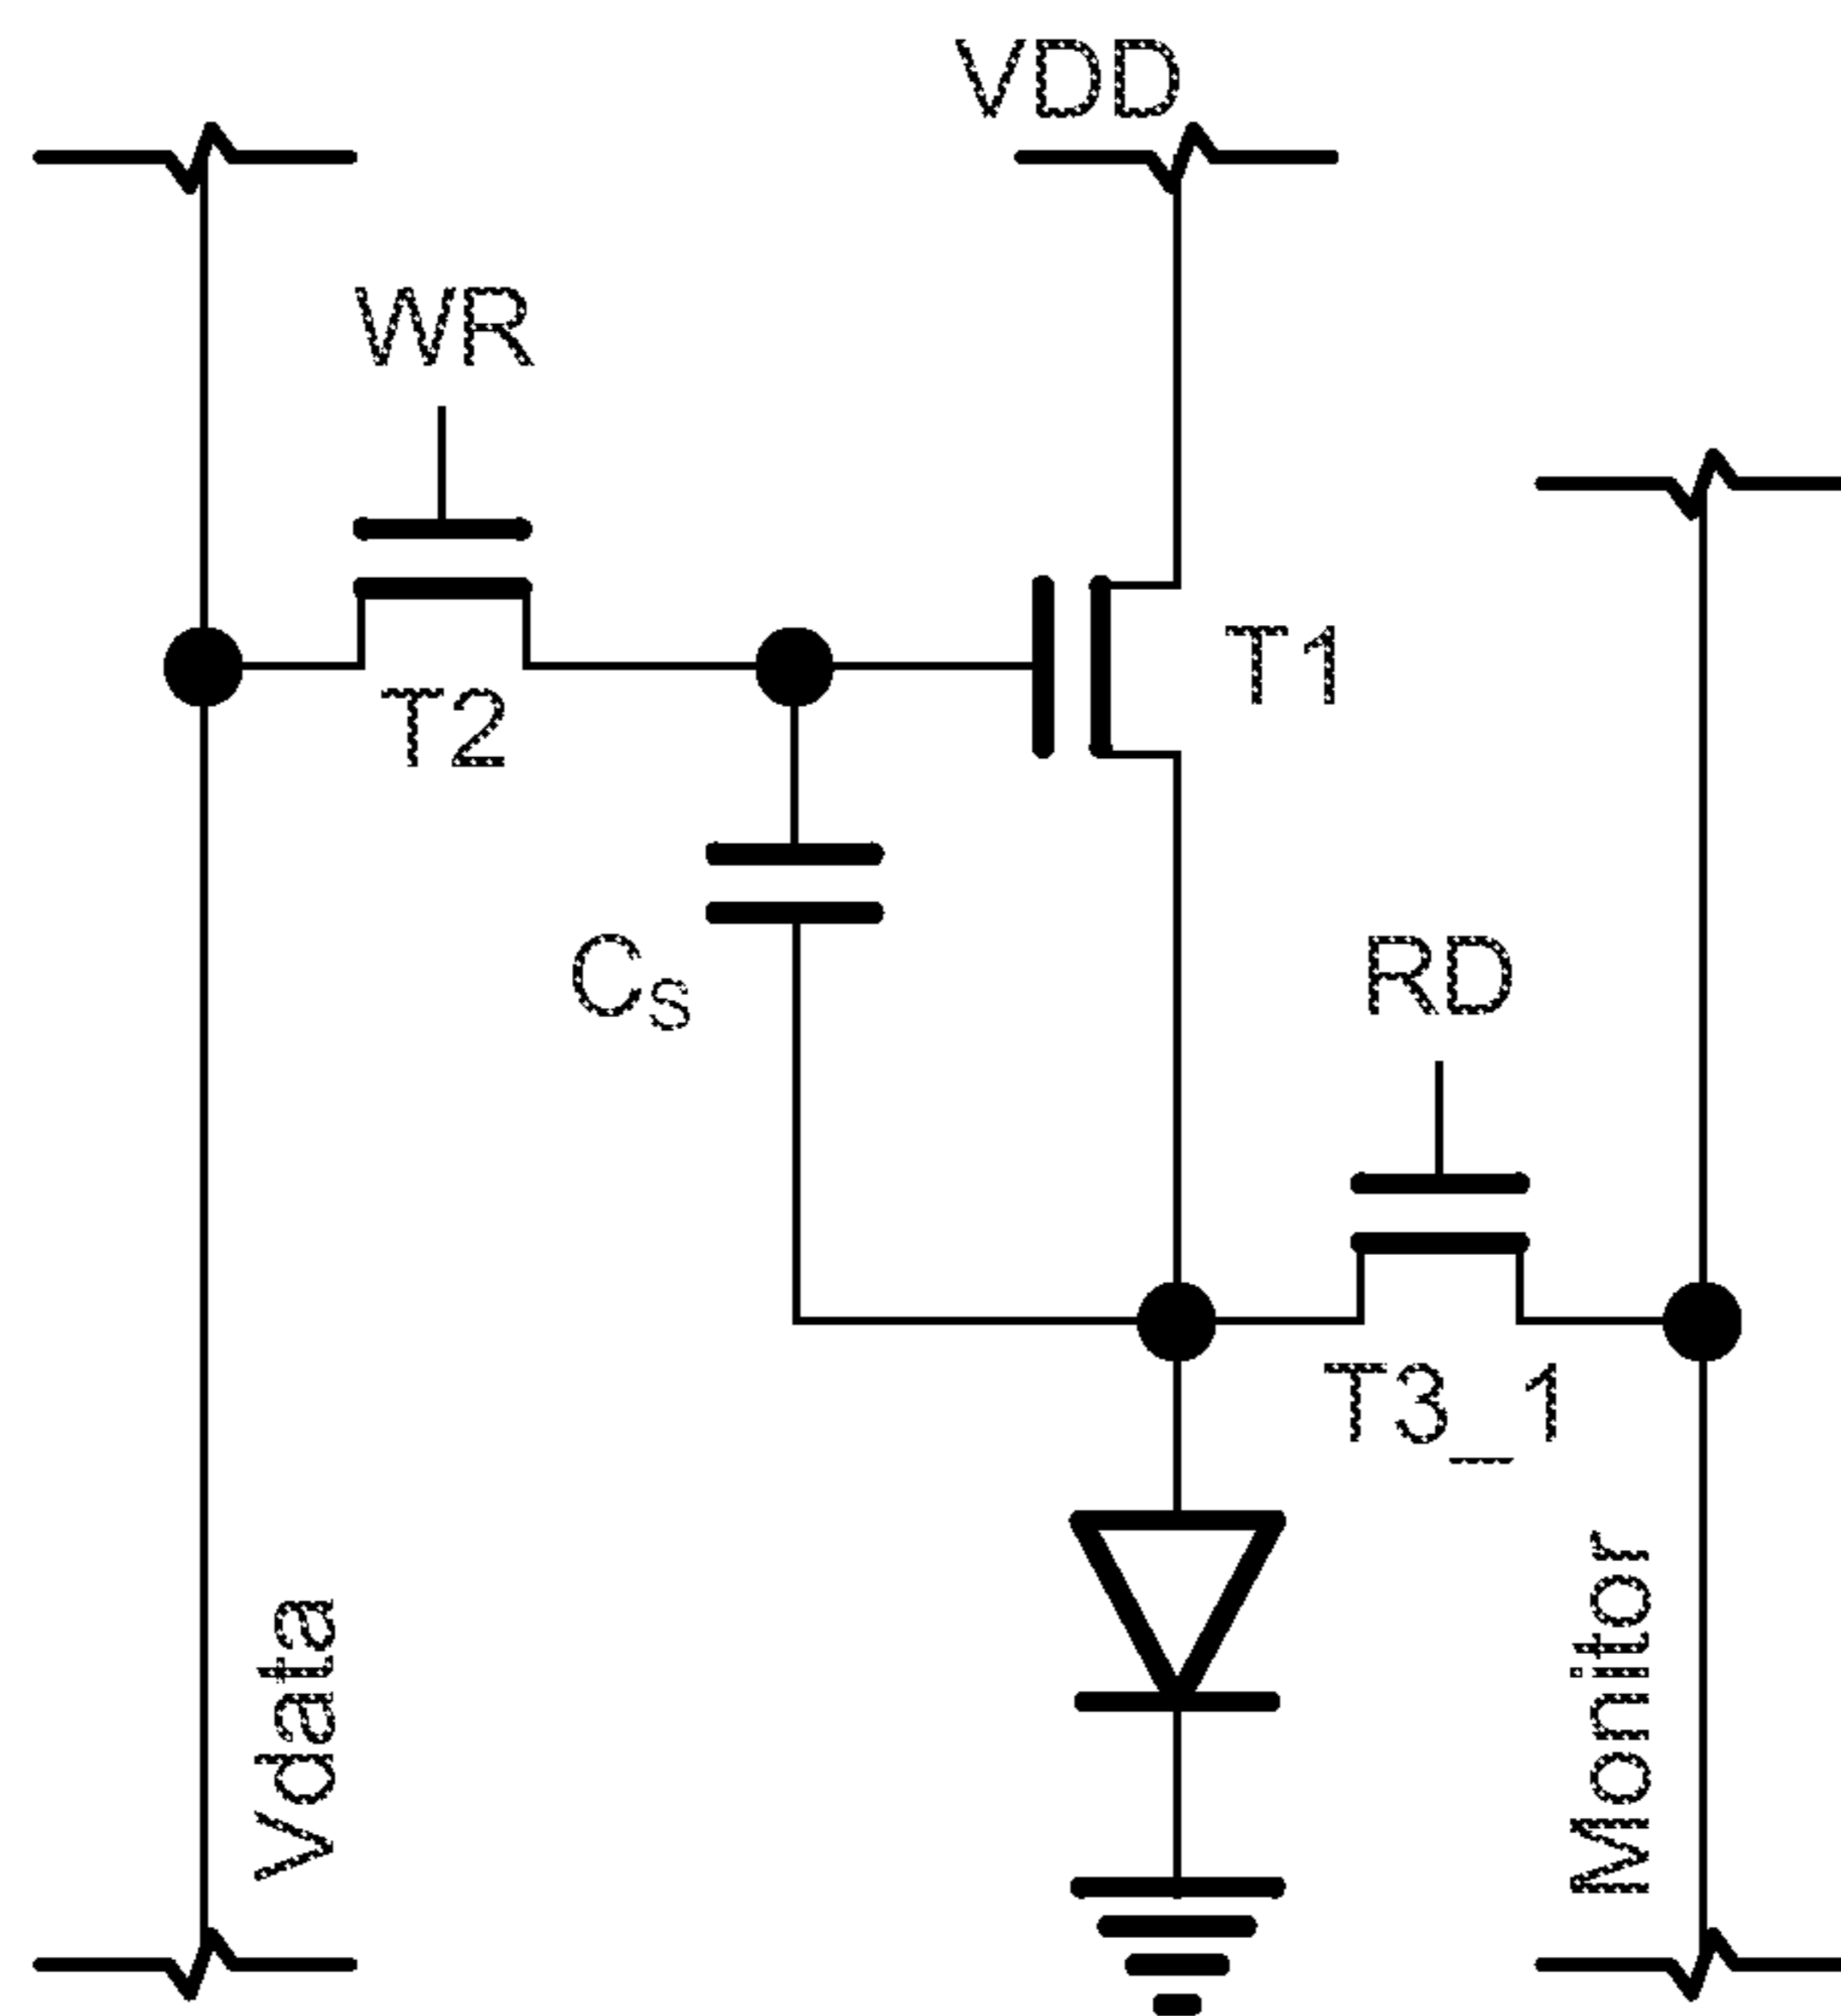 VDD
WR
T1
T2
CS
RD
T3_1
Vdata
Monitor